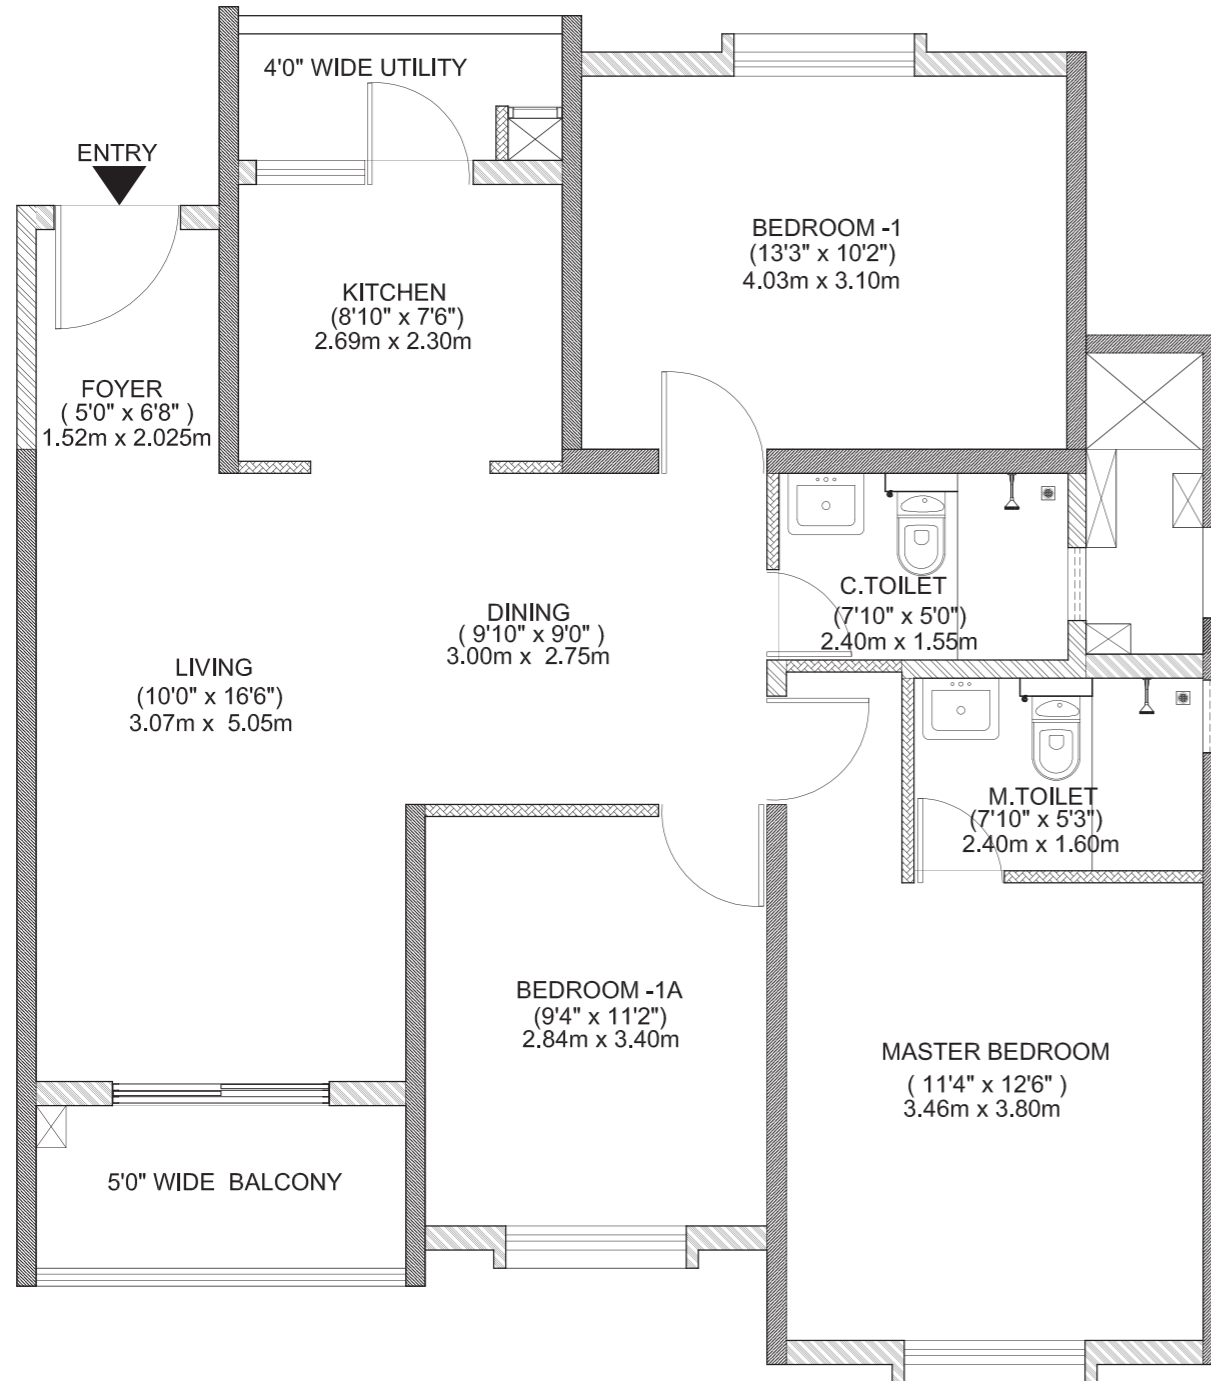 4'0" WIDE UTILITY
ENTRY
BEDROOM -1
(13'3" x 10'2")
4.03m x 3.10m
KITCHEN
(8'10" x 7'6")
2.69m x 2.30m
FOYER
( 5'0" x 6'8" )
1.52m x 2.025m
C.TOILET
(7'10" x 5'0")
2.40m x 1.55m
DINING
( 9'10" x 9'0" )
3.00m x  2.75m
LIVING
(10'0" x 16'6")
3.07m x  5.05m
M.TOILET
(7'10" x 5'3")
2.40m x 1.60m
BEDROOM -1A
(9'4" x 11'2")
2.84m x 3.40m
MASTER BEDROOM
( 11'4" x 12'6" )
3.46m x 3.80m
5'0" WIDE  BALCONY